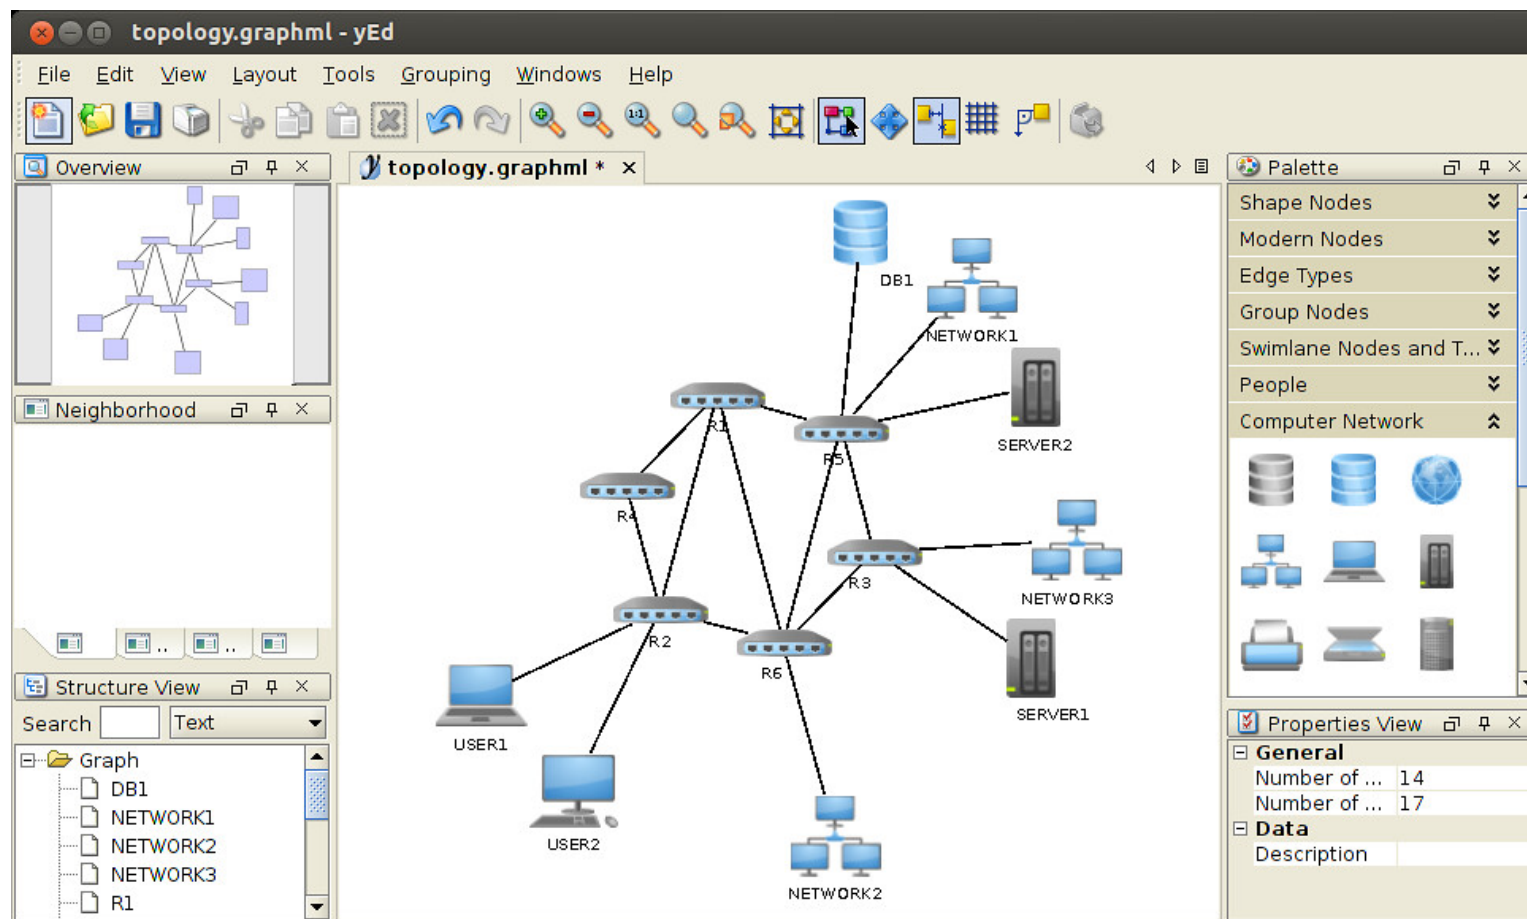 topology.graphml - yEd
File Edit View Layout Tools Grouping Windows Help
1:1
Overview
topology.graphml *
Palette
Shape Nodes
Modern Nodes
Edge Types
Group Nodes
Swimlane Nodes and T...
People
Computer Network
Neighborhood
..
..
Structure View
Search
Text
Graph
DB1
NETWORK1
NETWORK2
NETWORK3
R1
DB1
NETWORK1
SERVER2
R1
R5
R4
R3
NETWORK3
R2
R6
SERVER1
USER1
USER2
NETWORK2
Properties View
General
Number of ... 14
Number of ... 17
Data
Description